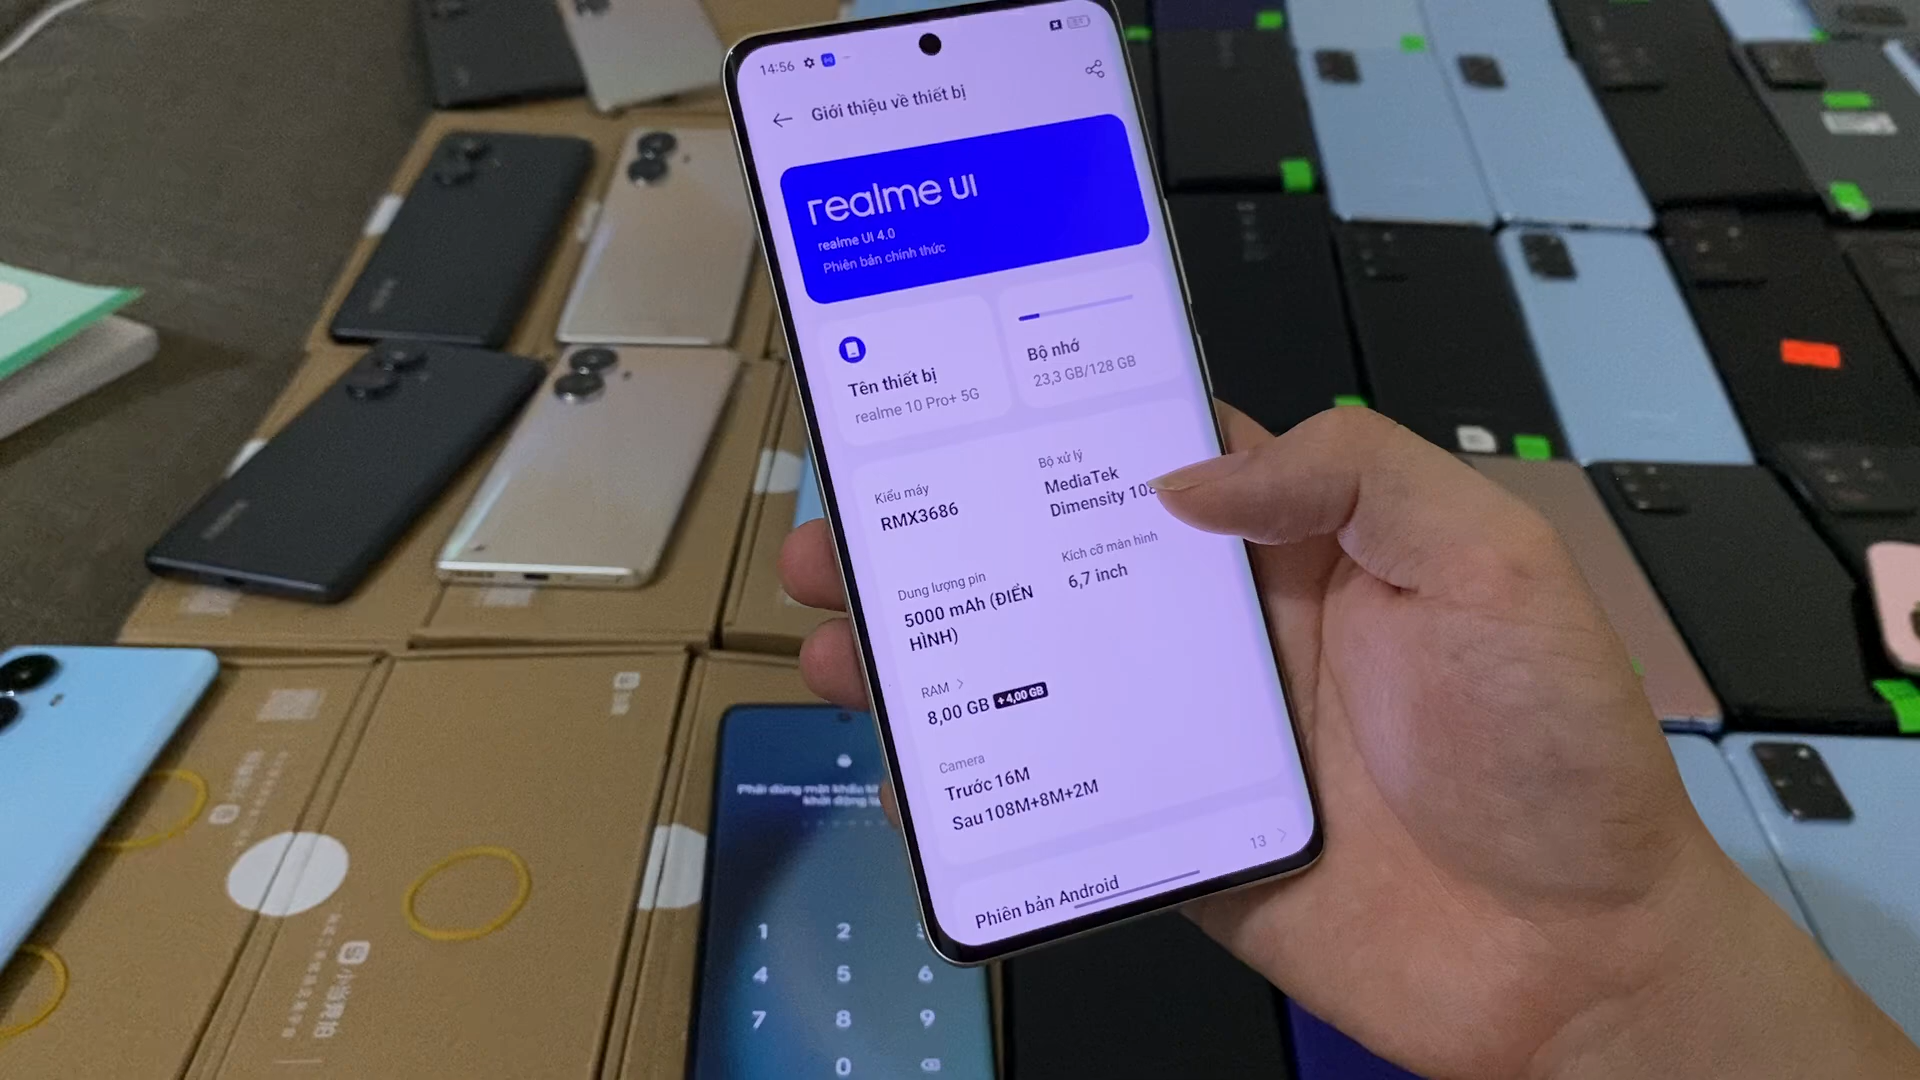 14:56
Giới thiệu về thiết bị
realme UI
realme UI 4.0
Phiên bản chính thức
Tên thiết bị
realme 10 Pro+ 5G
Bộ nhớ
23,3 GB/128 GB
Kiểu máy
RMX3686
Bộ xử lý
MediaTek
Dimensity
Dung lượng pin
5000 mAh (ĐIỂN
HÌNH)
Kích cỡ màn hình
6,7 inch
RAM
8,00 GB +4,00 GB
Camera
Trước 16M
Sau 108M+8M+2M
Phiên bản Android
13
1 2
4 5 6
7 8 9
0